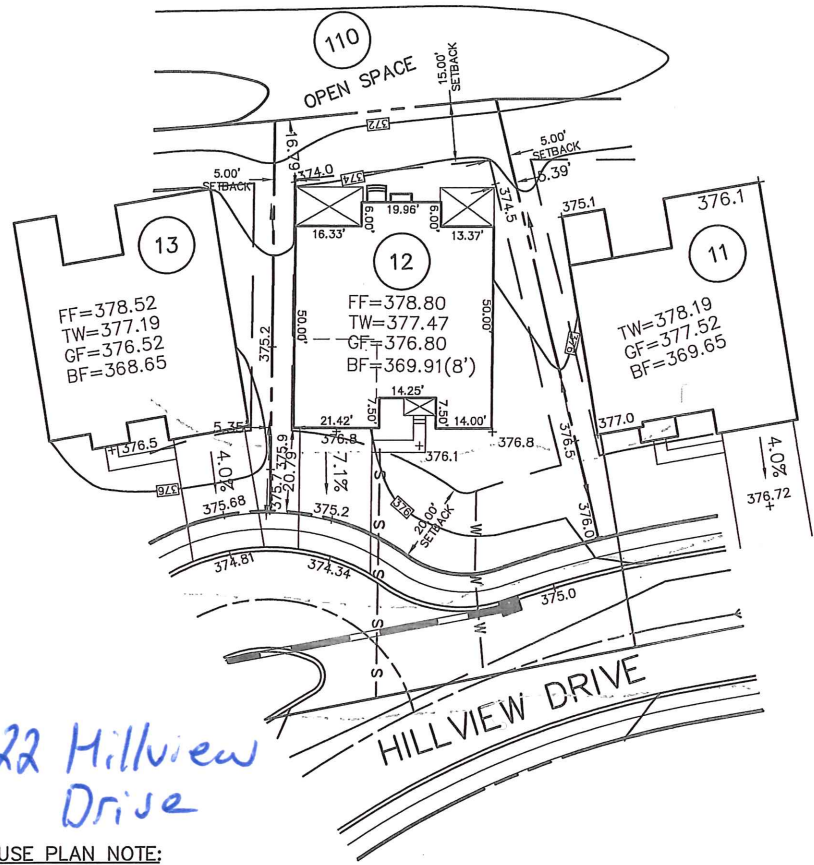 110
OPEN SPACE
15.00'
SETBACK
372
16.79
5.00'
SETBACK
5.00'
SETBACK
5.39'
374.0
374
374.5
375.1
376.1
6.00'
19.96'
6.00'
16.33'
13.37'
13
12
11
FF=378.52
TW=377.19
GF=376.52
BF=368.65
FF=378.80
TW=377.47
GF=376.80
BF=369.91(8')
TW=378.19
GF=377.52
BF=369.65
375.2
50.00'
50.00'
376
14.25'
7.50'
7.50'
21.42'
14.00'
5.35'
376.5
376.8
376.1
376.8
376.5
377.0
4.0%
375.9
20.79
7.1%
4.0%
376.72
376
375.7
375.68
375.2
376
20.00'
SETBACK
376.0
S
S
S
S
W
W
W
374.81
374.34
375.0
HILLVIEW DRIVE
22 Hillview
Drive
USE PLAN NOTE: